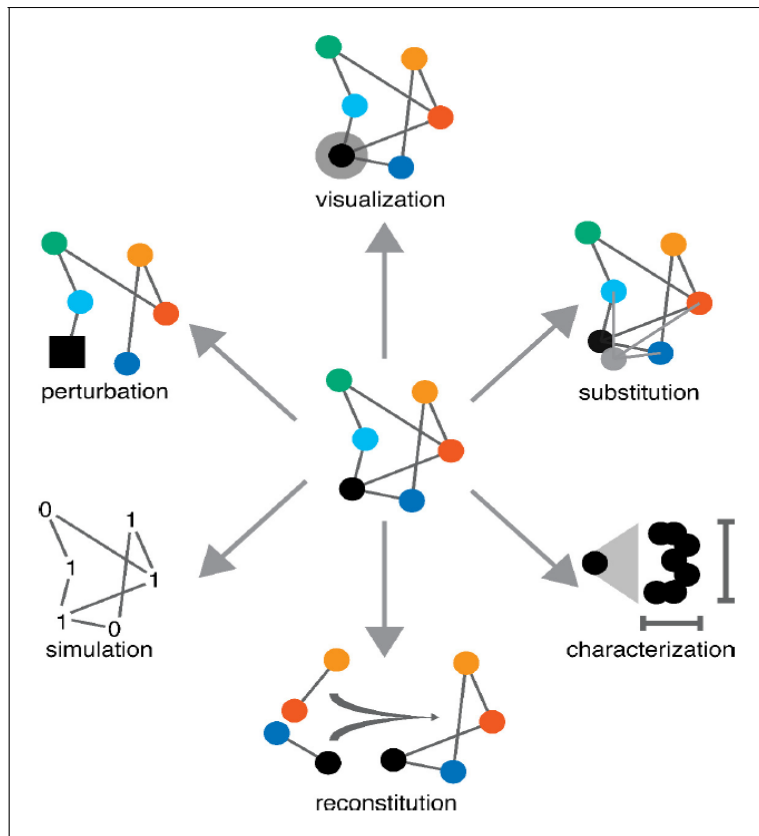 visualization
perturbation
substitution
0
1
1
1
1
0
simulation
characterization
reconstitution